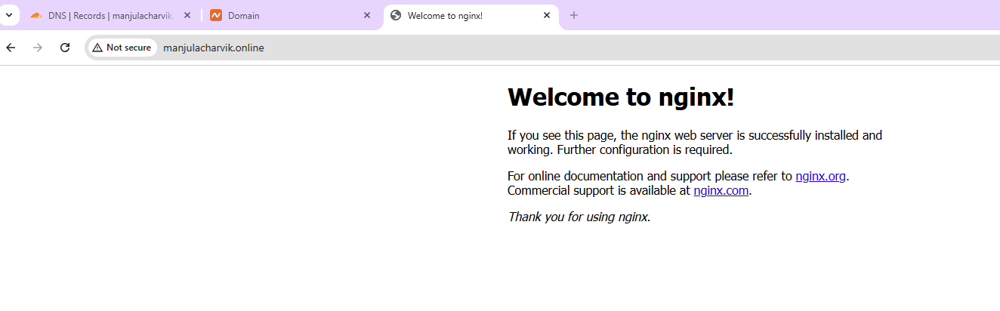 DNS | Records | manjulacharvik.
Domain
Welcome to nginx!
Not secure
manjulacharvik.online
Welcome to nginx!
If you see this page, the nginx web server is successfully installed and
working. Further configuration is required.
For online documentation and support please refer to nginx.org.
Commercial support is available at nginx.com.
Thank you for using nginx.